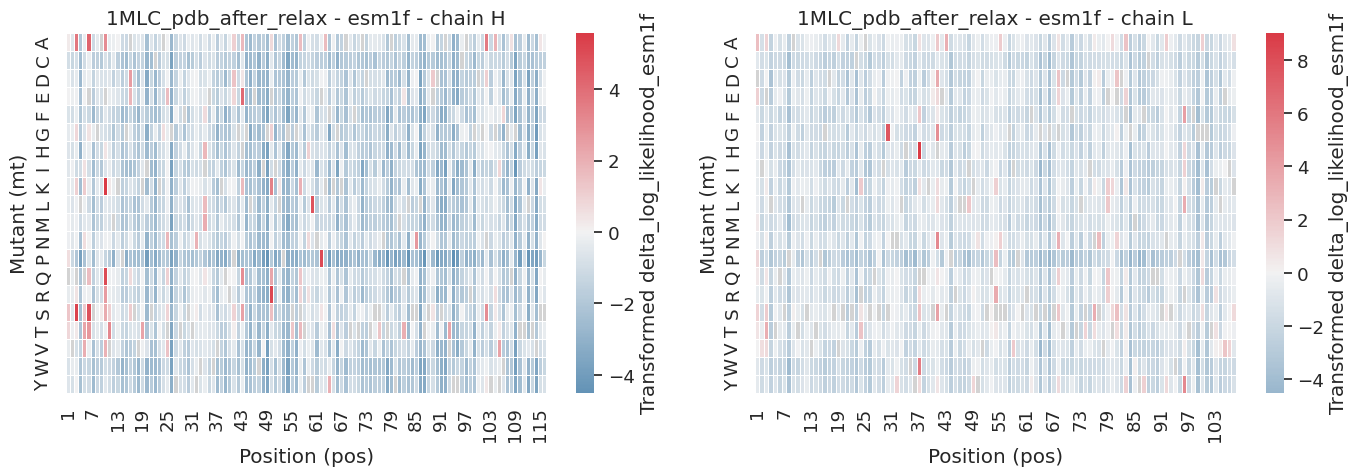 1MLC_pdb_after_relax - esm1f - chain H
Mutant (mt)
A
C
D
E
F
G
H
I
K
L
M
N
P
Q
R
S
T
V
W
Y
1 7 13 19 25 31 37 43 49 55 61 67 73 79 85 91 97 103 109 115
Position (pos)
4
2
0
−2
−4
Transformed delta_log_likelihood_esm1f
1MLC_pdb_after_relax - esm1f - chain L
Mutant (mt)
A
C
D
E
F
G
H
I
K
L
M
N
P
Q
R
S
T
V
W
Y
1 7 13 19 25 31 37 43 49 55 61 67 73 79 85 91 97 103
Position (pos)
8
6
4
2
0
−2
−4
Transformed delta_log_likelihood_esm1f